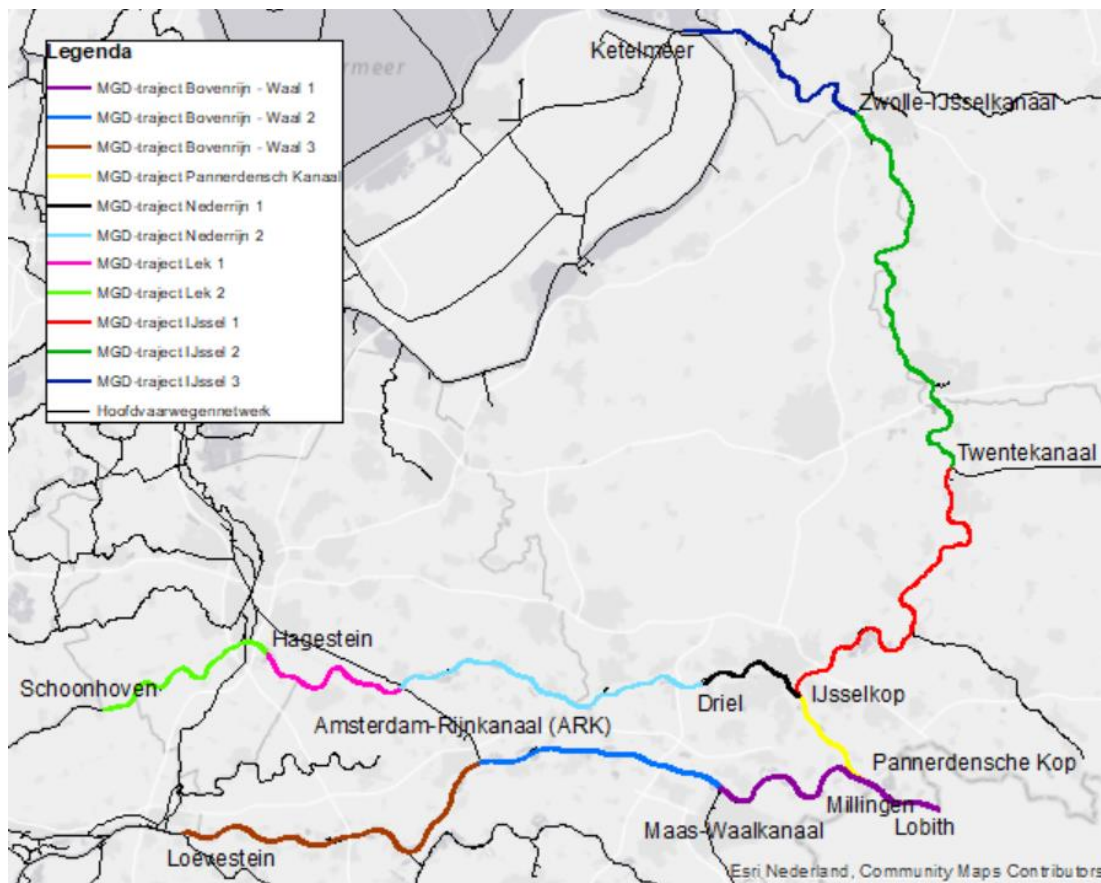 Legenda
MGD-traject Bovenrijn - Waal 1
MGD-traject Bovenrijn - Waal 2
MGD-traject Bovenrijn - Waal 3
MGD-traject Pannerdensch Kanaal
MGD-traject Nederrijn 1
MGD-traject Nederrijn 2
MGD-traject Lek 1
MGD-traject Lek 2
MGD-traject IJssel 1
MGD-traject IJssel 2
MGD-traject IJssel 3
Hoofdvaarwegennetwerk
ermeer
Ketelmeer
Zwolle-IJsselkanaal
Twentekanaal
Hagestein
Schoonhoven
Driel
IJsselkop
Amsterdam-Rijnkanaal (ARK)
Pannerdensche Kop
Millingen
Lobith
Maas-Waalkanaal
Loevestein
Esri Nederland, Community Maps Contributors